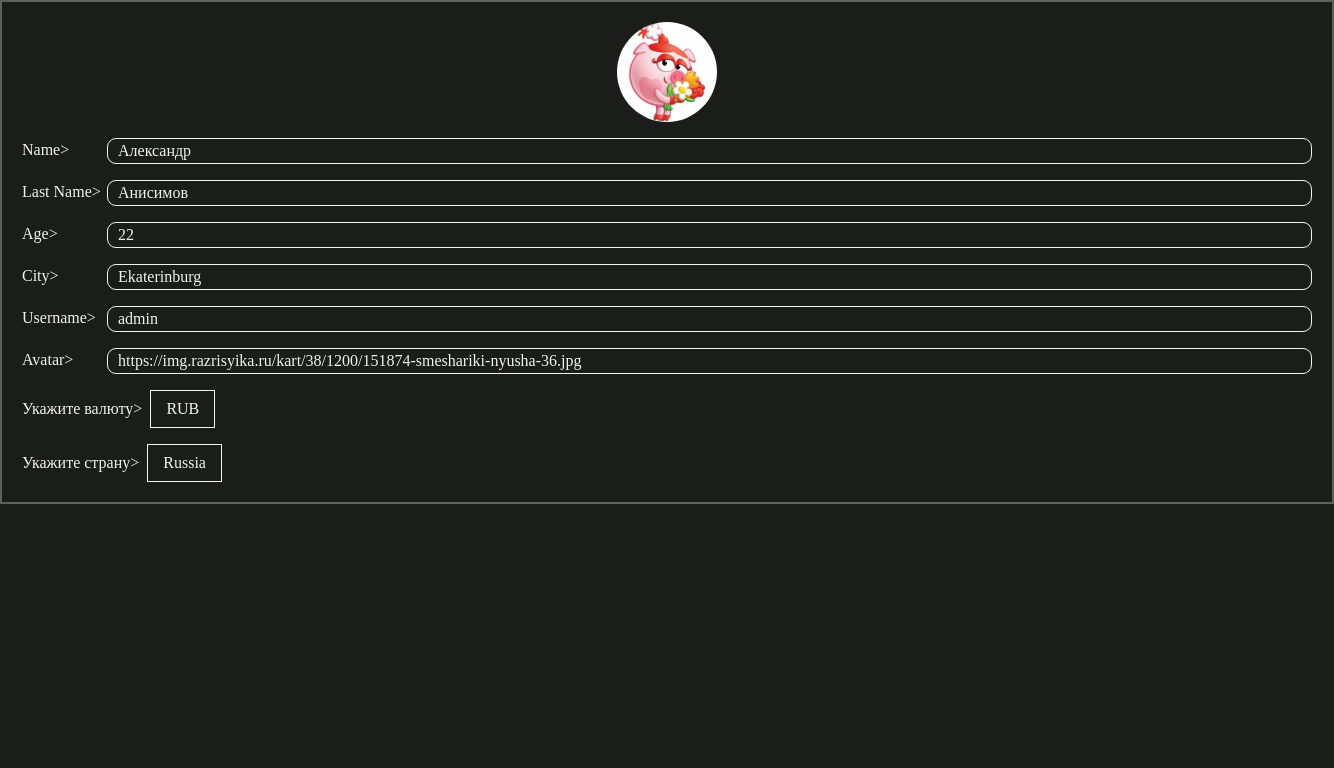 Name> Александр
Last Name> Анисимов
Age> 22
City> Ekaterinburg
Username> admin
Avatar> https://img.razrisyika.ru/kart/38/1200/151874-smeshariki-nyusha-36.jpg
Укажите валюту> RUB
Укажите страну> Russia